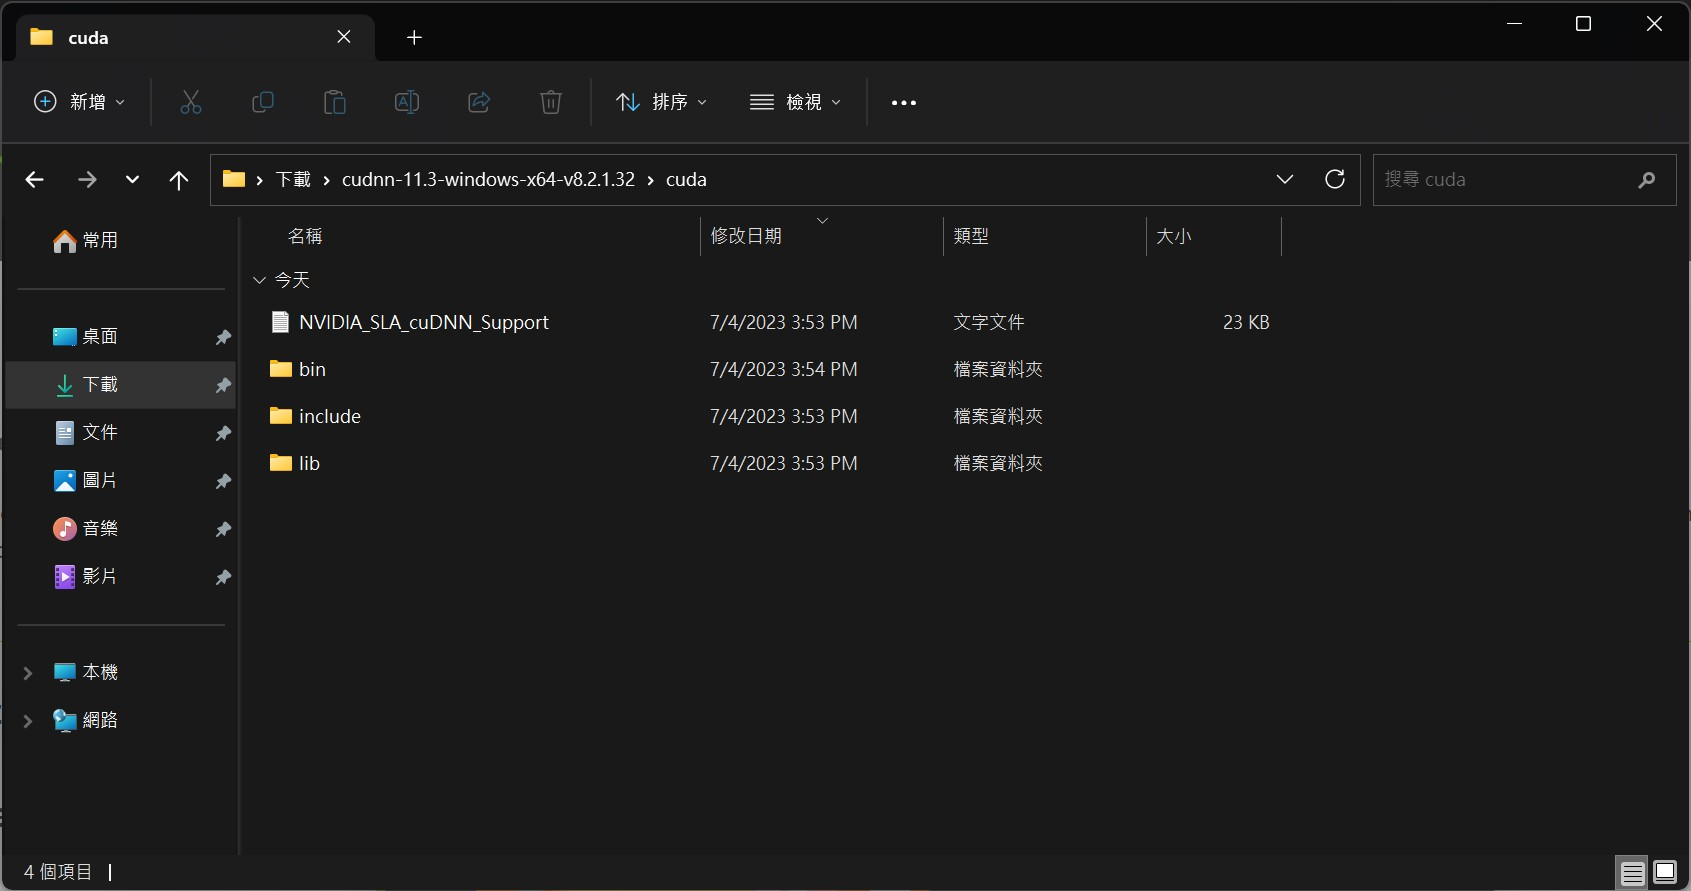 cuda
新增
排序
檢視
下載
cudnn-11.3-windows-x64-v8.2.1.32
cuda
搜尋 cuda
常用
桌面
下載
文件
圖片
音樂
影片
本機
網路
名稱 修改日期 類型 大小
今天
NVIDIA_SLA_cuDNN_Support 7/4/2023 3:53 PM 文字文件 23 KB
bin 7/4/2023 3:54 PM 檔案資料夾
include 7/4/2023 3:53 PM 檔案資料夾
lib 7/4/2023 3:53 PM 檔案資料夾
4 個項目